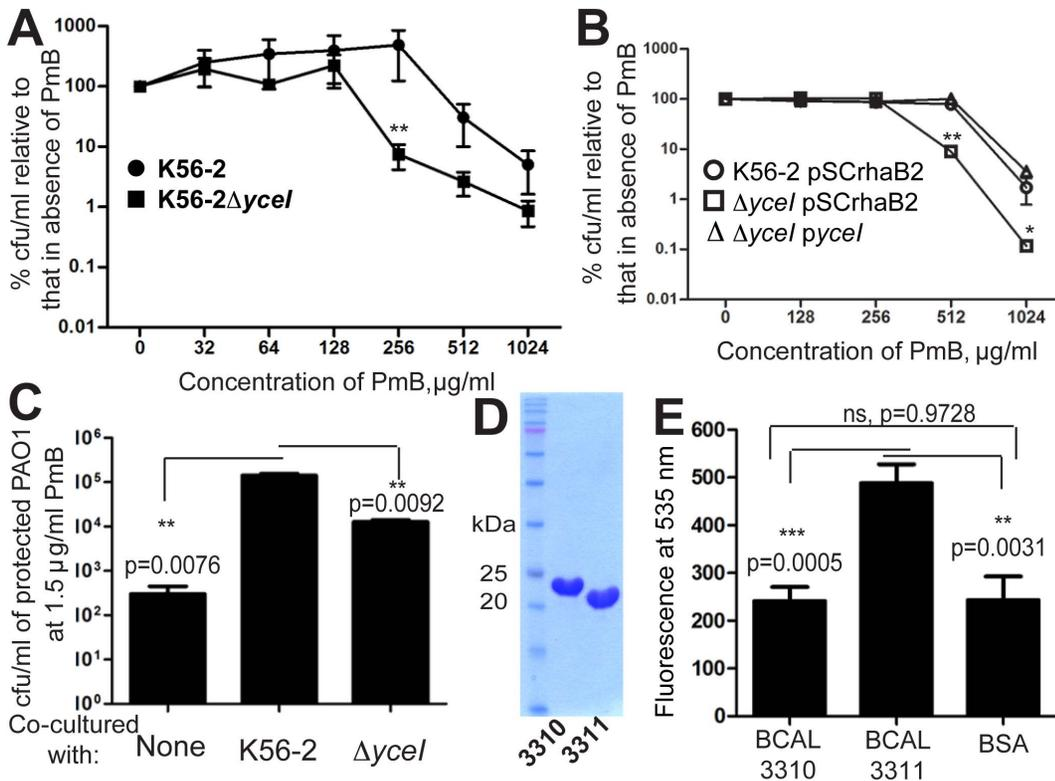 A
% cfu/ml relative to
that in absence of PmB
1000
100
10
1
0.1
0.01
**
K56-2
K56-2ΔyceI
0 32 64 128 256 512 1024
Concentration of PmB,µg/ml
B
% cfu/ml relative to
that in absence of PmB
1000
100
10
1
0.1
0.01
**
*
K56-2 pSCrhaB2
ΔyceI pSCrhaB2
ΔyceI pyceI
0 128 256 512 1024
Concentration of PmB, µg/ml
C
cfu/ml of protected PAO1
at 1.5 µg/ml PmB
10⁶
10⁵
10⁴
10³
10²
10¹
10⁰
**
p=0.0076
**
p=0.0092
Co-cultured
with:
None K56-2 ΔyceI
D
kDa
25
20
3310 3311
E
Fluorescence at 535 nm
600
500
400
300
200
100
0
ns, p=0.9728
***
p=0.0005
**
p=0.0031
BCAL
3310
BCAL
3311
BSA